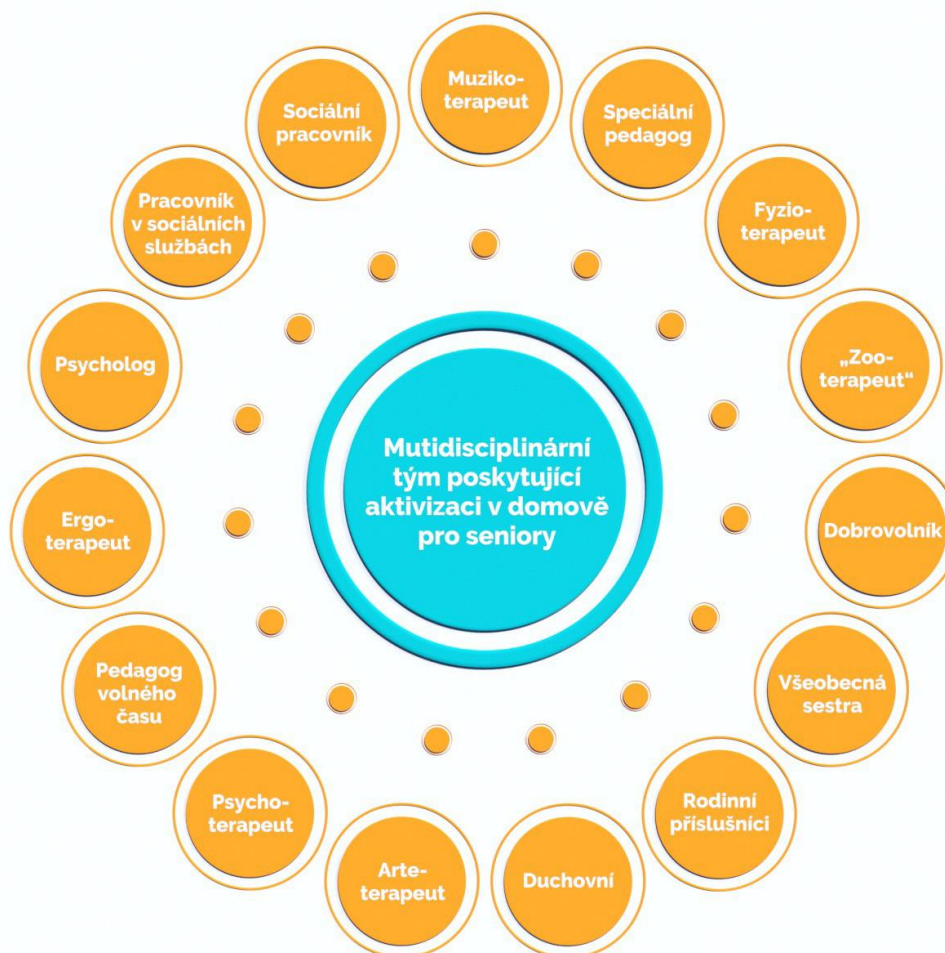 Muziko-
terapeut
Speciální
pedagog
Fyzio-
terapeut
„Zoo-
terapeut“
Dobrovolník
Všeobecná
sestra
Rodinní
příslušníci
Duchovní
Arte-
terapeut
Psycho-
terapeut
Pedagog
volného
času
Ergo-
terapeut
Psycholog
Pracovník
v sociálních
službách
Sociální
pracovník
Mutidisciplinární
tým poskytující
aktivizaci v domově
pro seniory